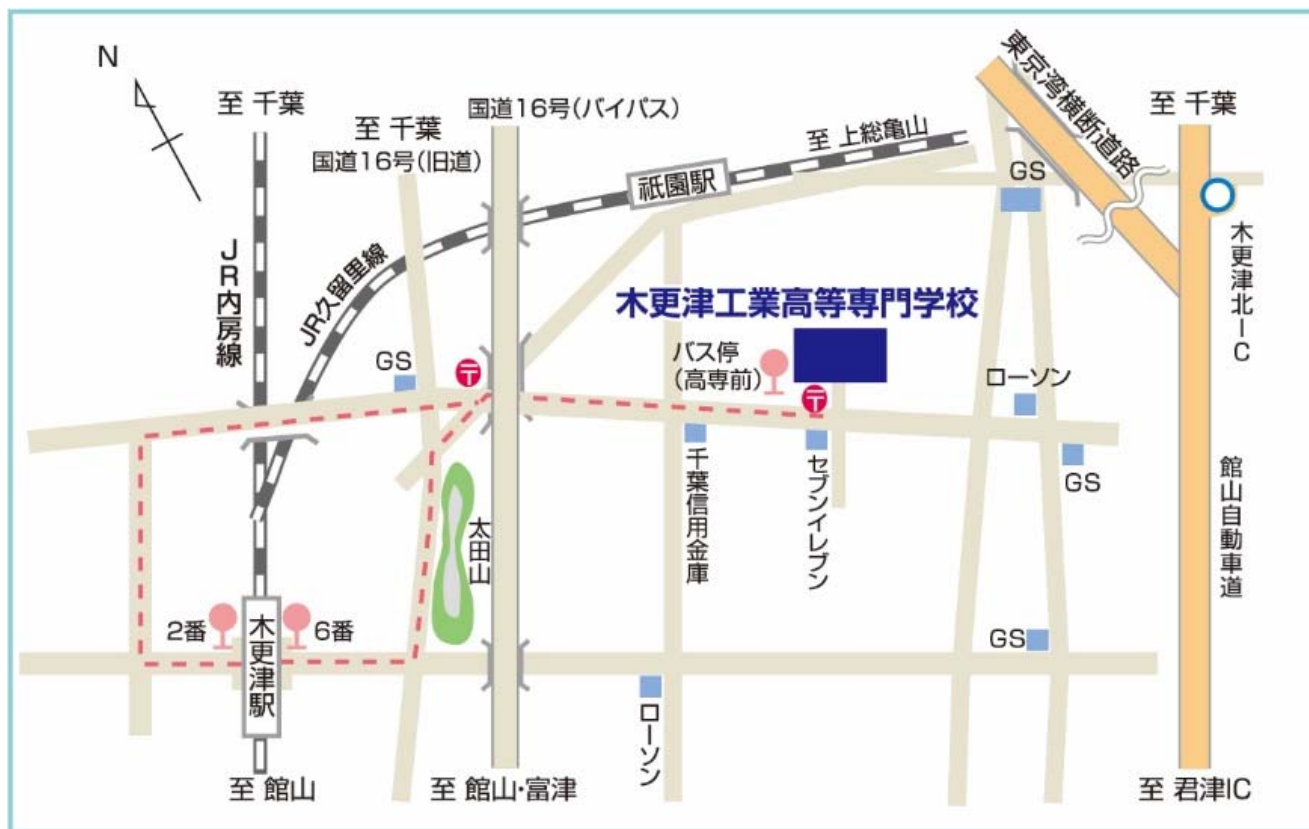 N
至 千葉
至 千葉
国道16号(旧道)
国道16号(バイパス)
至 上総亀山
祇園駅
東京湾横断道路
至 千葉
GS
木更津北IC
JR内房線
JR久留里線
木更津工業高等専門学校
GS
〒
バス停
(高専前)
〒
ローソン
GS
千葉信用金庫
セブンイレブン
館山自動車道
太田山
2番
木更津駅
6番
GS
ローソン
至 館山
至 館山・富津
至 君津IC